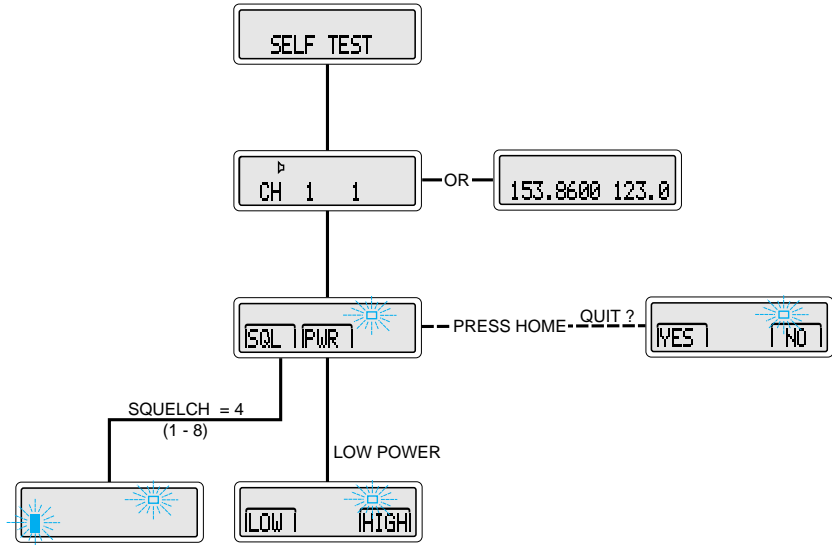 SELF TEST
CH 1 1
OR
153.8600 123.0
SQL PWR
PRESS HOME
QUIT ?
YES NO
SQUELCH = 4
(1 - 8)
LOW POWER
LOW HIGH